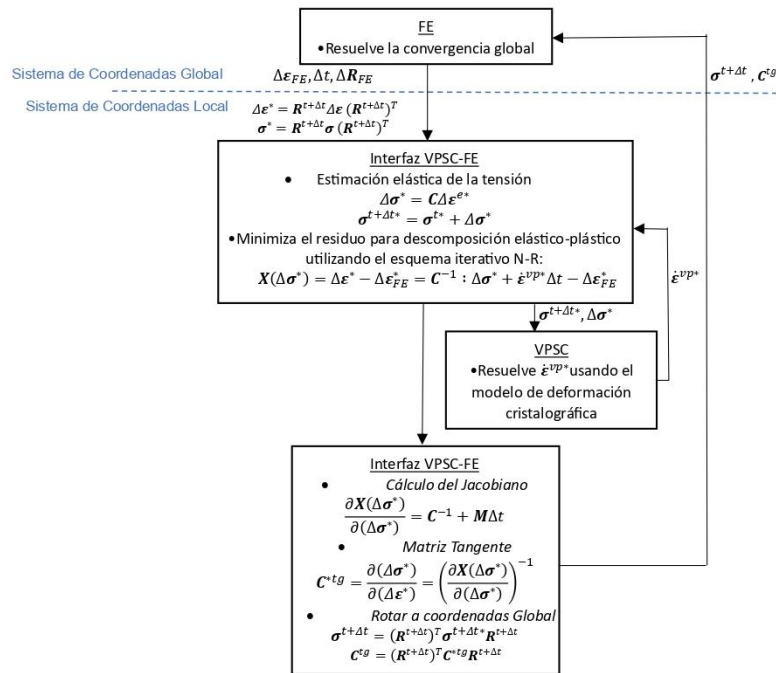 FE
•Resuelve la convergencia global
Sistema de Coordenadas Global
Δε_FE, Δt, ΔR_FE
σ^{t+Δt}, C^{tg}
Sistema de Coordenadas Local
Δε* = R^{t+Δt}Δε (R^{t+Δt})^T
σ* = R^{t+Δt}σ (R^{t+Δt})^T
Interfaz VPSC-FE
• Estimación elástica de la tensión
Δσ* = CΔε^{e*}
σ^{t+Δt*} = σ^{t*} + Δσ*
•Minimiza el residuo para descomposición elástico-plástico
utilizando el esquema iterativo N-R:
X(Δσ*) = Δε* − Δε*_FE = C^{-1} : Δσ* + ε̇^{vp*}Δt − Δε*_FE
ε̇^{vp*}
σ^{t+Δt*}, Δσ*
VPSC
•Resuelve ε̇^{vp*}usando el
modelo de deformación
cristalográfica
Interfaz VPSC-FE
• Cálculo del Jacobiano
∂X(Δσ*)/∂(Δσ*) = C^{-1} + MΔt
• Matriz Tangente
C^{*tg} = ∂(Δσ*)/∂(Δε*) = (∂X(Δσ*)/∂(Δσ*))^{-1}
• Rotar a coordenadas Global
σ^{t+Δt} = (R^{t+Δt})^T σ^{t+Δt*} R^{t+Δt}
C^{tg} = (R^{t+Δt})^T C^{*tg} R^{t+Δt}